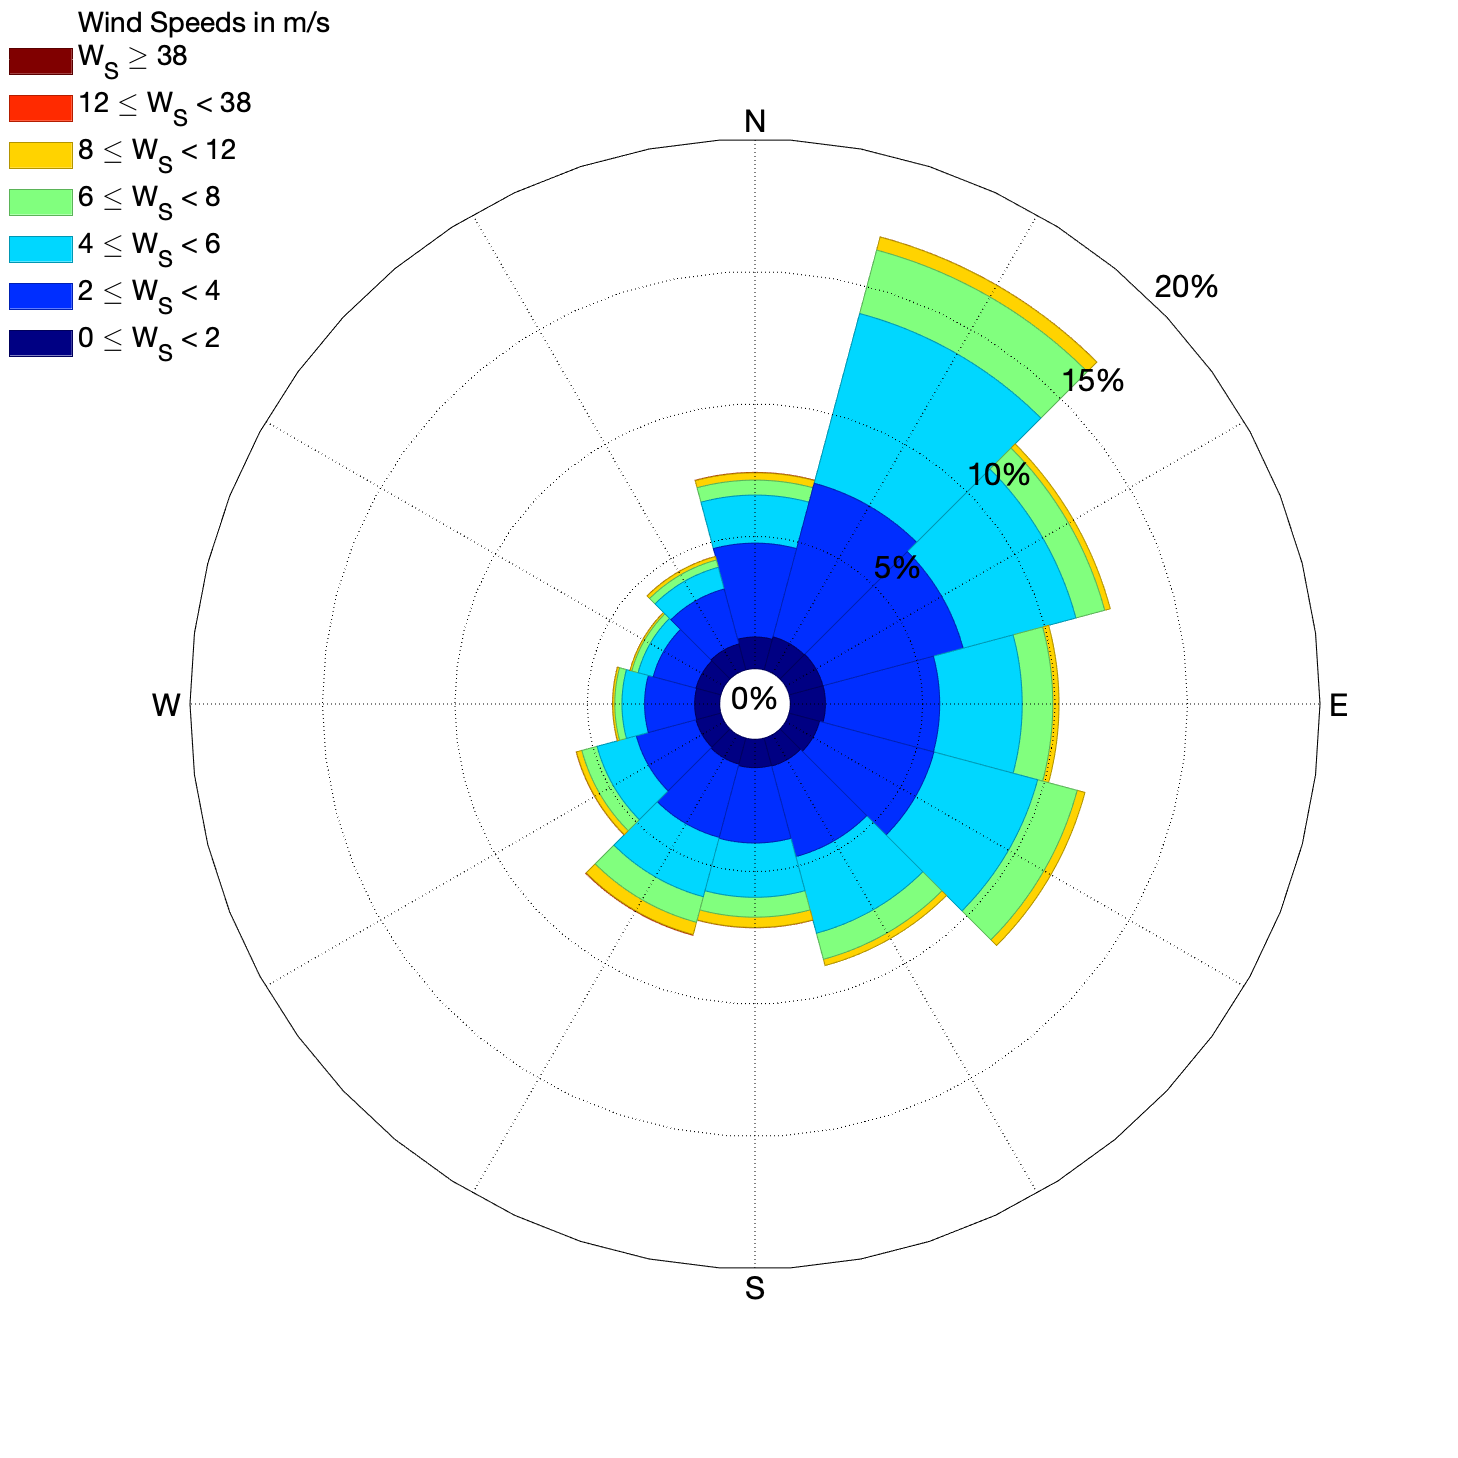 Wind Speeds in m/s
W_S ≥ 38
12 ≤ W_S < 38
8 ≤ W_S < 12
6 ≤ W_S < 8
4 ≤ W_S < 6
2 ≤ W_S < 4
0 ≤ W_S < 2
N
20%
15%
10%
5%
0%
W
E
S